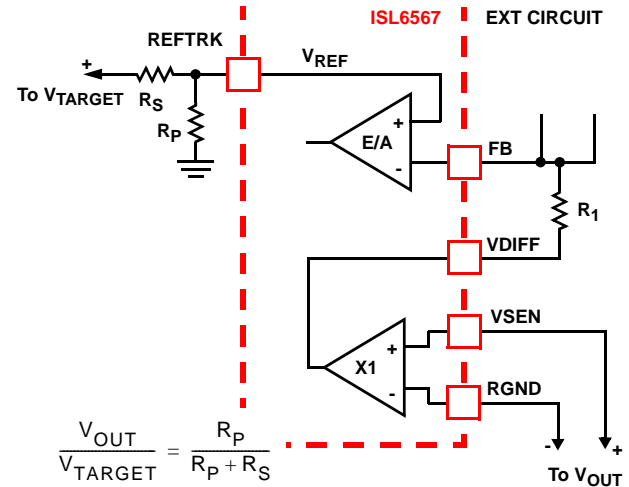 ISL6567 EXT CIRCUIT
REFTRK
VREF
+
To VTARGET
RS
RP
+
E/A
-
FB
R1
VDIFF
VSEN
+
X1
-
RGND
VOUT / VTARGET = RP / RP + RS
- +
To VOUT